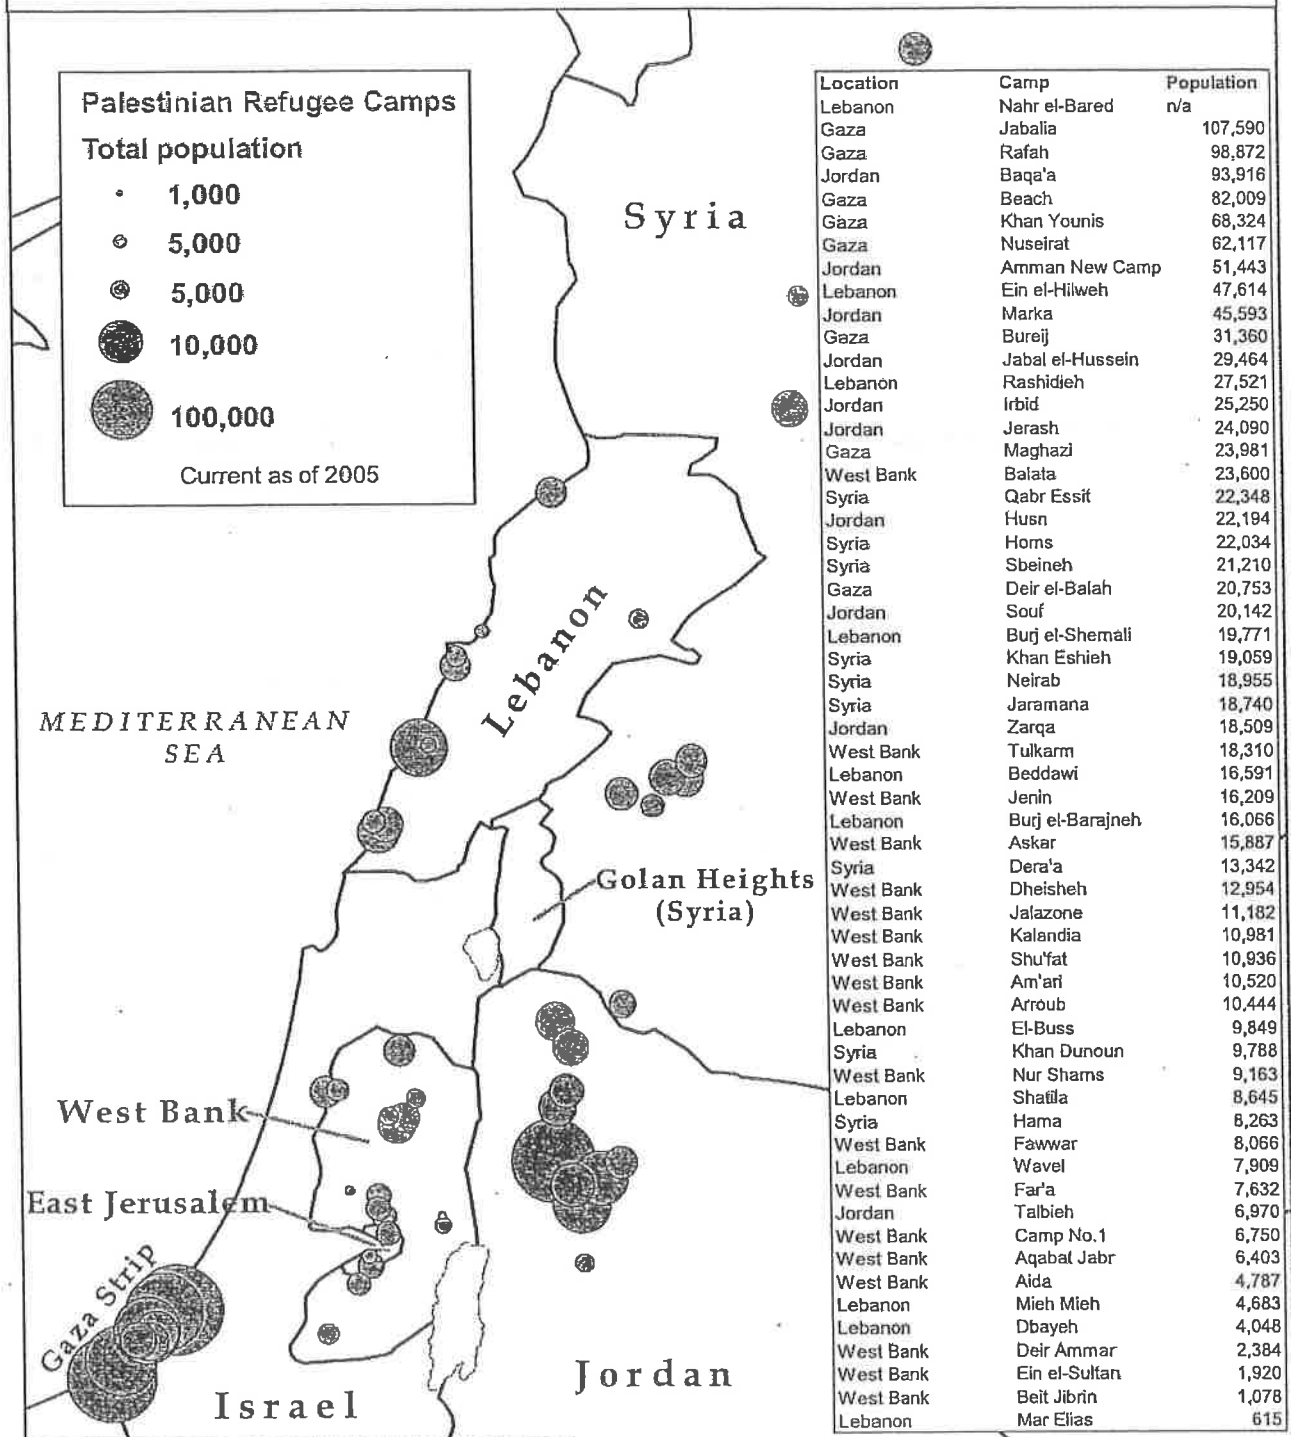 Palestinian Refugee Camps
Total population
1,000
5,000
5,000
10,000
100,000
Current as of 2005
Syria
Lebanon
MEDITERRANEAN
SEA
Golan Heights
(Syria)
West Bank
East Jerusalem
Gaza Strip
Israel
Jordan
Location Camp Population
Lebanon Nahr el-Bared n/a
Gaza Jabalia 107,590
Gaza Rafah 98,872
Jordan Baqa'a 93,916
Gaza Beach 82,009
Gaza Khan Younis 68,324
Gaza Nuseirat 62,117
Jordan Amman New Camp 51,443
Lebanon Ein el-Hilweh 47,614
Jordan Marka 45,593
Gaza Bureij 31,360
Jordan Jabal el-Hussein 29,464
Lebanon Rashidieh 27,521
Jordan Irbid 25,250
Jordan Jerash 24,090
Gaza Maghazi 23,981
West Bank Balata 23,600
Syria Qabr Essit 22,348
Jordan Husn 22,194
Syria Homs 22,034
Syria Sbeineh 21,210
Gaza Deir el-Balah 20,753
Jordan Souf 20,142
Lebanon Burj el-Shemali 19,771
Syria Khan Eshieh 19,059
Syria Neirab 18,955
Syria Jaramana 18,740
Jordan Zarqa 18,509
West Bank Tulkarm 18,310
Lebanon Beddawi 16,591
West Bank Jenin 16,209
Lebanon Burj el-Barajneh 16,066
West Bank Askar 15,887
Syria Dera'a 13,342
West Bank Dheisheh 12,954
West Bank Jalazone 11,182
West Bank Kalandia 10,981
West Bank Shu'fat 10,936
West Bank Am'ari 10,520
West Bank Arroub 10,444
Lebanon El-Buss 9,849
Syria Khan Dunoun 9,788
West Bank Nur Shams 9,163
Lebanon Shatila 8,645
Syria Hama 8,263
West Bank Fawwar 8,066
Lebanon Wavel 7,909
West Bank Far'a 7,632
Jordan Talbieh 6,970
West Bank Camp No.1 6,750
West Bank Aqabat Jabr 6,403
West Bank Aida 4,787
Lebanon Mieh Mieh 4,683
Lebanon Dbayeh 4,048
West Bank Deir Ammar 2,384
West Bank Ein el-Sultan 1,920
West Bank Beit Jibrin 1,078
Lebanon Mar Elias 615